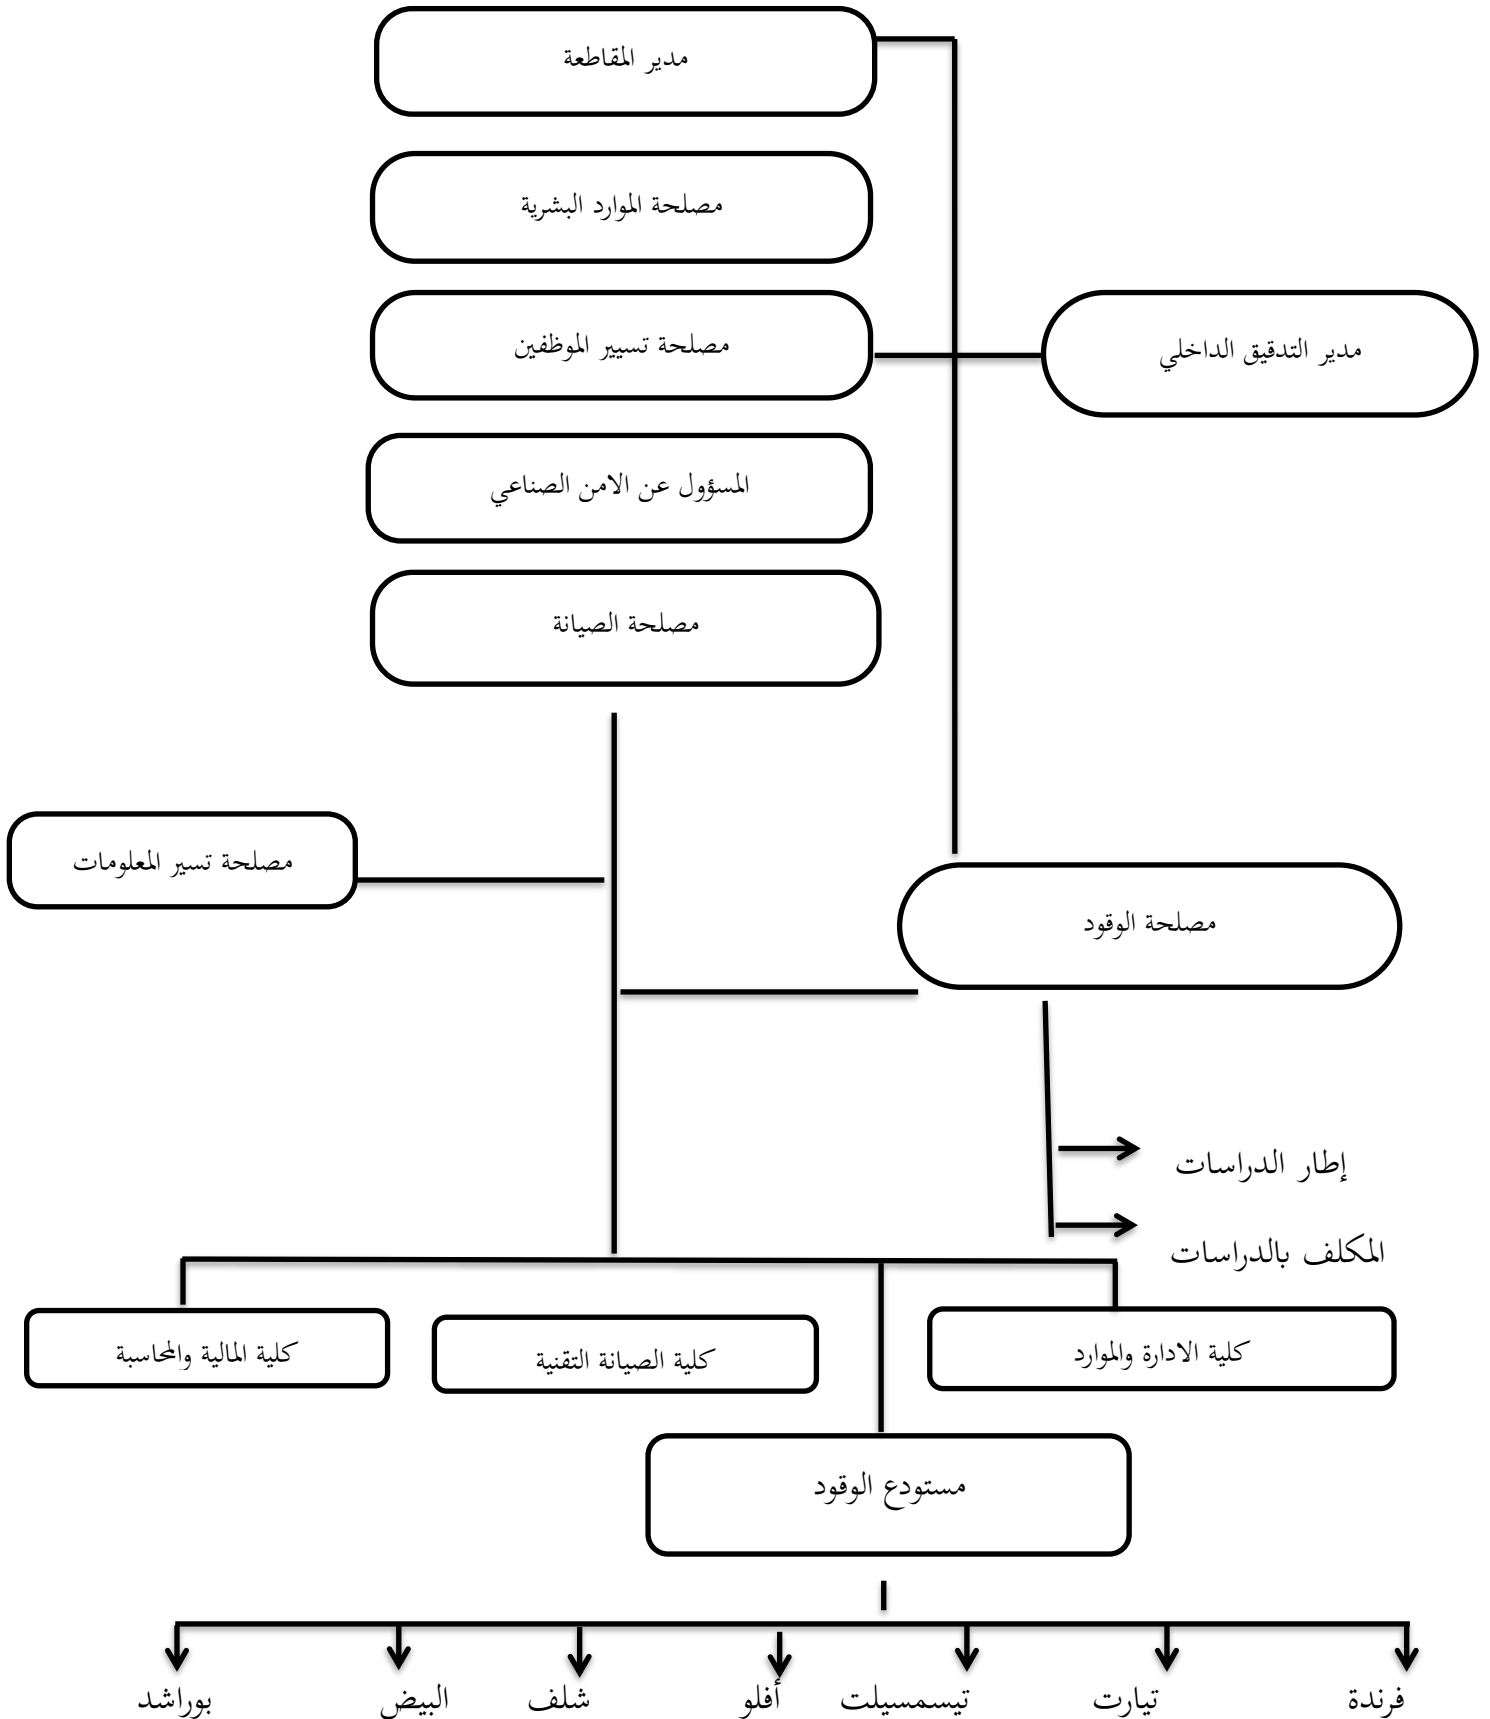 مدير المقاطعة
مصلحة الموارد البشرية
مصلحة تسيير الموظفين
مدير التدقيق الداخلي
المسؤول عن الامن الصناعي
مصلحة الصيانة
مصلحة تسير المعلومات
مصلحة الوقود
إطار الدراسات
المكلف بالدراسات
كلية الادارة والموارد
كلية الصيانة التقنية
كلية المالية والمحاسبة
مستودع الوقود
فرندة
تيارت
تيسمسيلت
أفلو
شلف
البيض
بوراشد